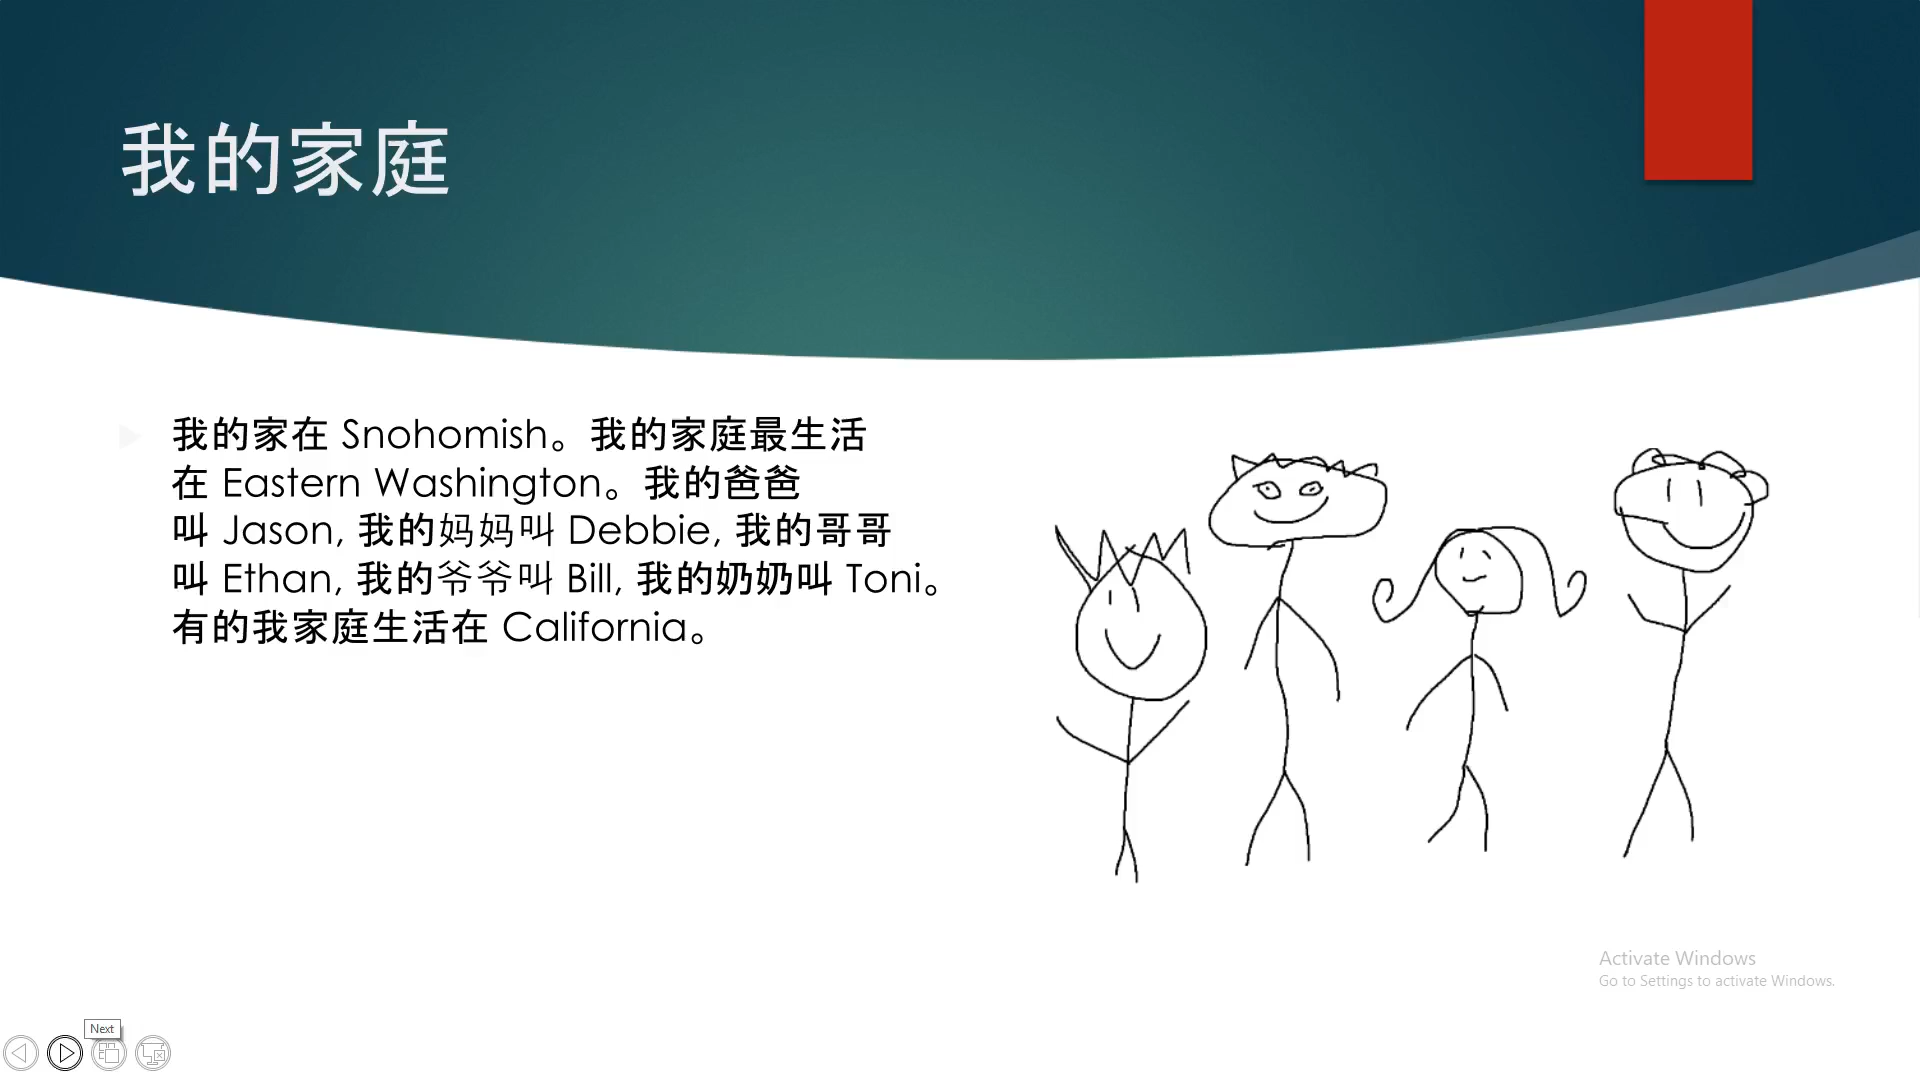 我的家庭
我的家在 Snohomish。我的家庭最生活
在 Eastern Washington。我的爸爸
叫 Jason, 我的妈妈叫 Debbie, 我的哥哥
叫 Ethan, 我的爷爷叫 Bill, 我的奶奶叫 Toni。
有的我家庭生活在 California。
Activate Windows
Go to Settings to activate Windows.
Next